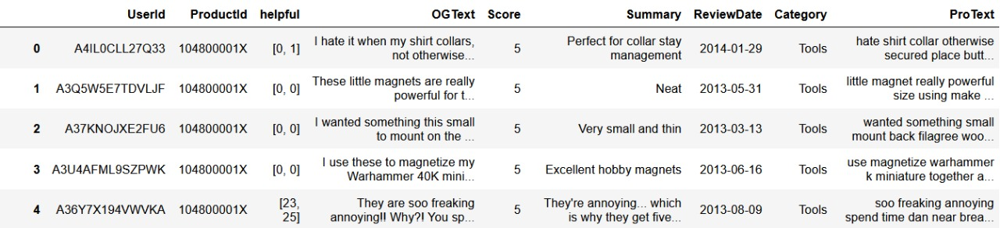 UserId ProductId helpful OGText Score Summary ReviewDate Category ProText
0 A4IL0CLL27Q33 104800001X [0, 1] I hate it when my shirt collars, not otherwise... 5 Perfect for collar stay management 2014-01-29 Tools hate shirt collar otherwise secured place butt...
1 A3Q5W5E7TDVLJF 104800001X [0, 0] These little magnets are really powerful for t... 5 Neat 2013-05-31 Tools little magnet really powerful size using make ...
2 A37KNOJXE2FU6 104800001X [0, 0] I wanted something this small to mount on the ... 5 Very small and thin 2013-03-13 Tools wanted something small mount back filagree woo...
3 A3U4AFML9SZPWK 104800001X [0, 0] I use these to magnetize my Warhammer 40K mini... 5 Excellent hobby magnets 2013-06-16 Tools use magnetize warhammer k miniature together a...
4 A36Y7X194VWVKA 104800001X [23, 25] They are soo freaking annoying!! Why?! You sp... 5 They're annoying... which is why they get five... 2013-08-09 Tools soo freaking annoying spend time dan near brea...